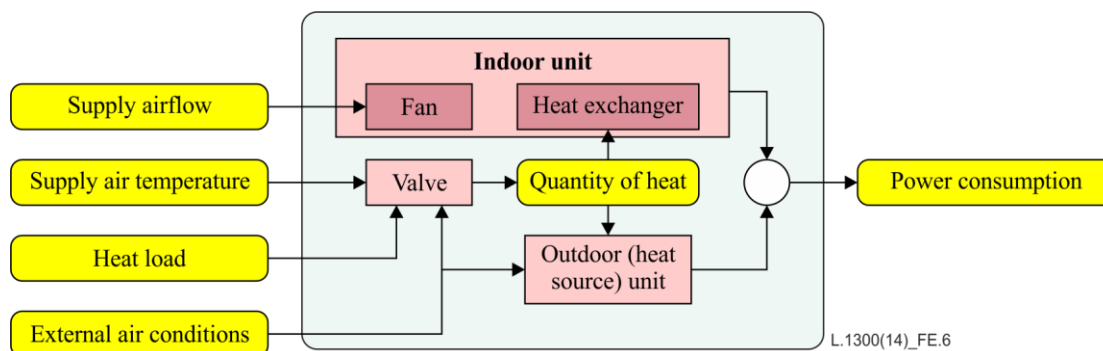 Indoor unit
Supply airflow
Fan
Heat exchanger
Supply air temperature
Valve
Quantity of heat
Power consumption
Heat load
Outdoor (heat
source) unit
External air conditions
L.1300(14)_FE.6